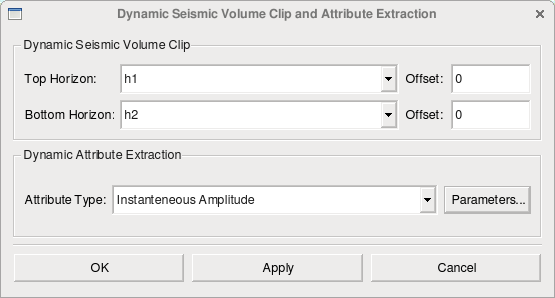 Dynamic Seismic Volume Clip and Attribute Extraction
Dynamic Seismic Volume Clip
Top Horizon: h1 Offset: 0
Bottom Horizon: h2 Offset: 0
Dynamic Attribute Extraction
Attribute Type: Instanteneous Amplitude Parameters...
OK Apply Cancel